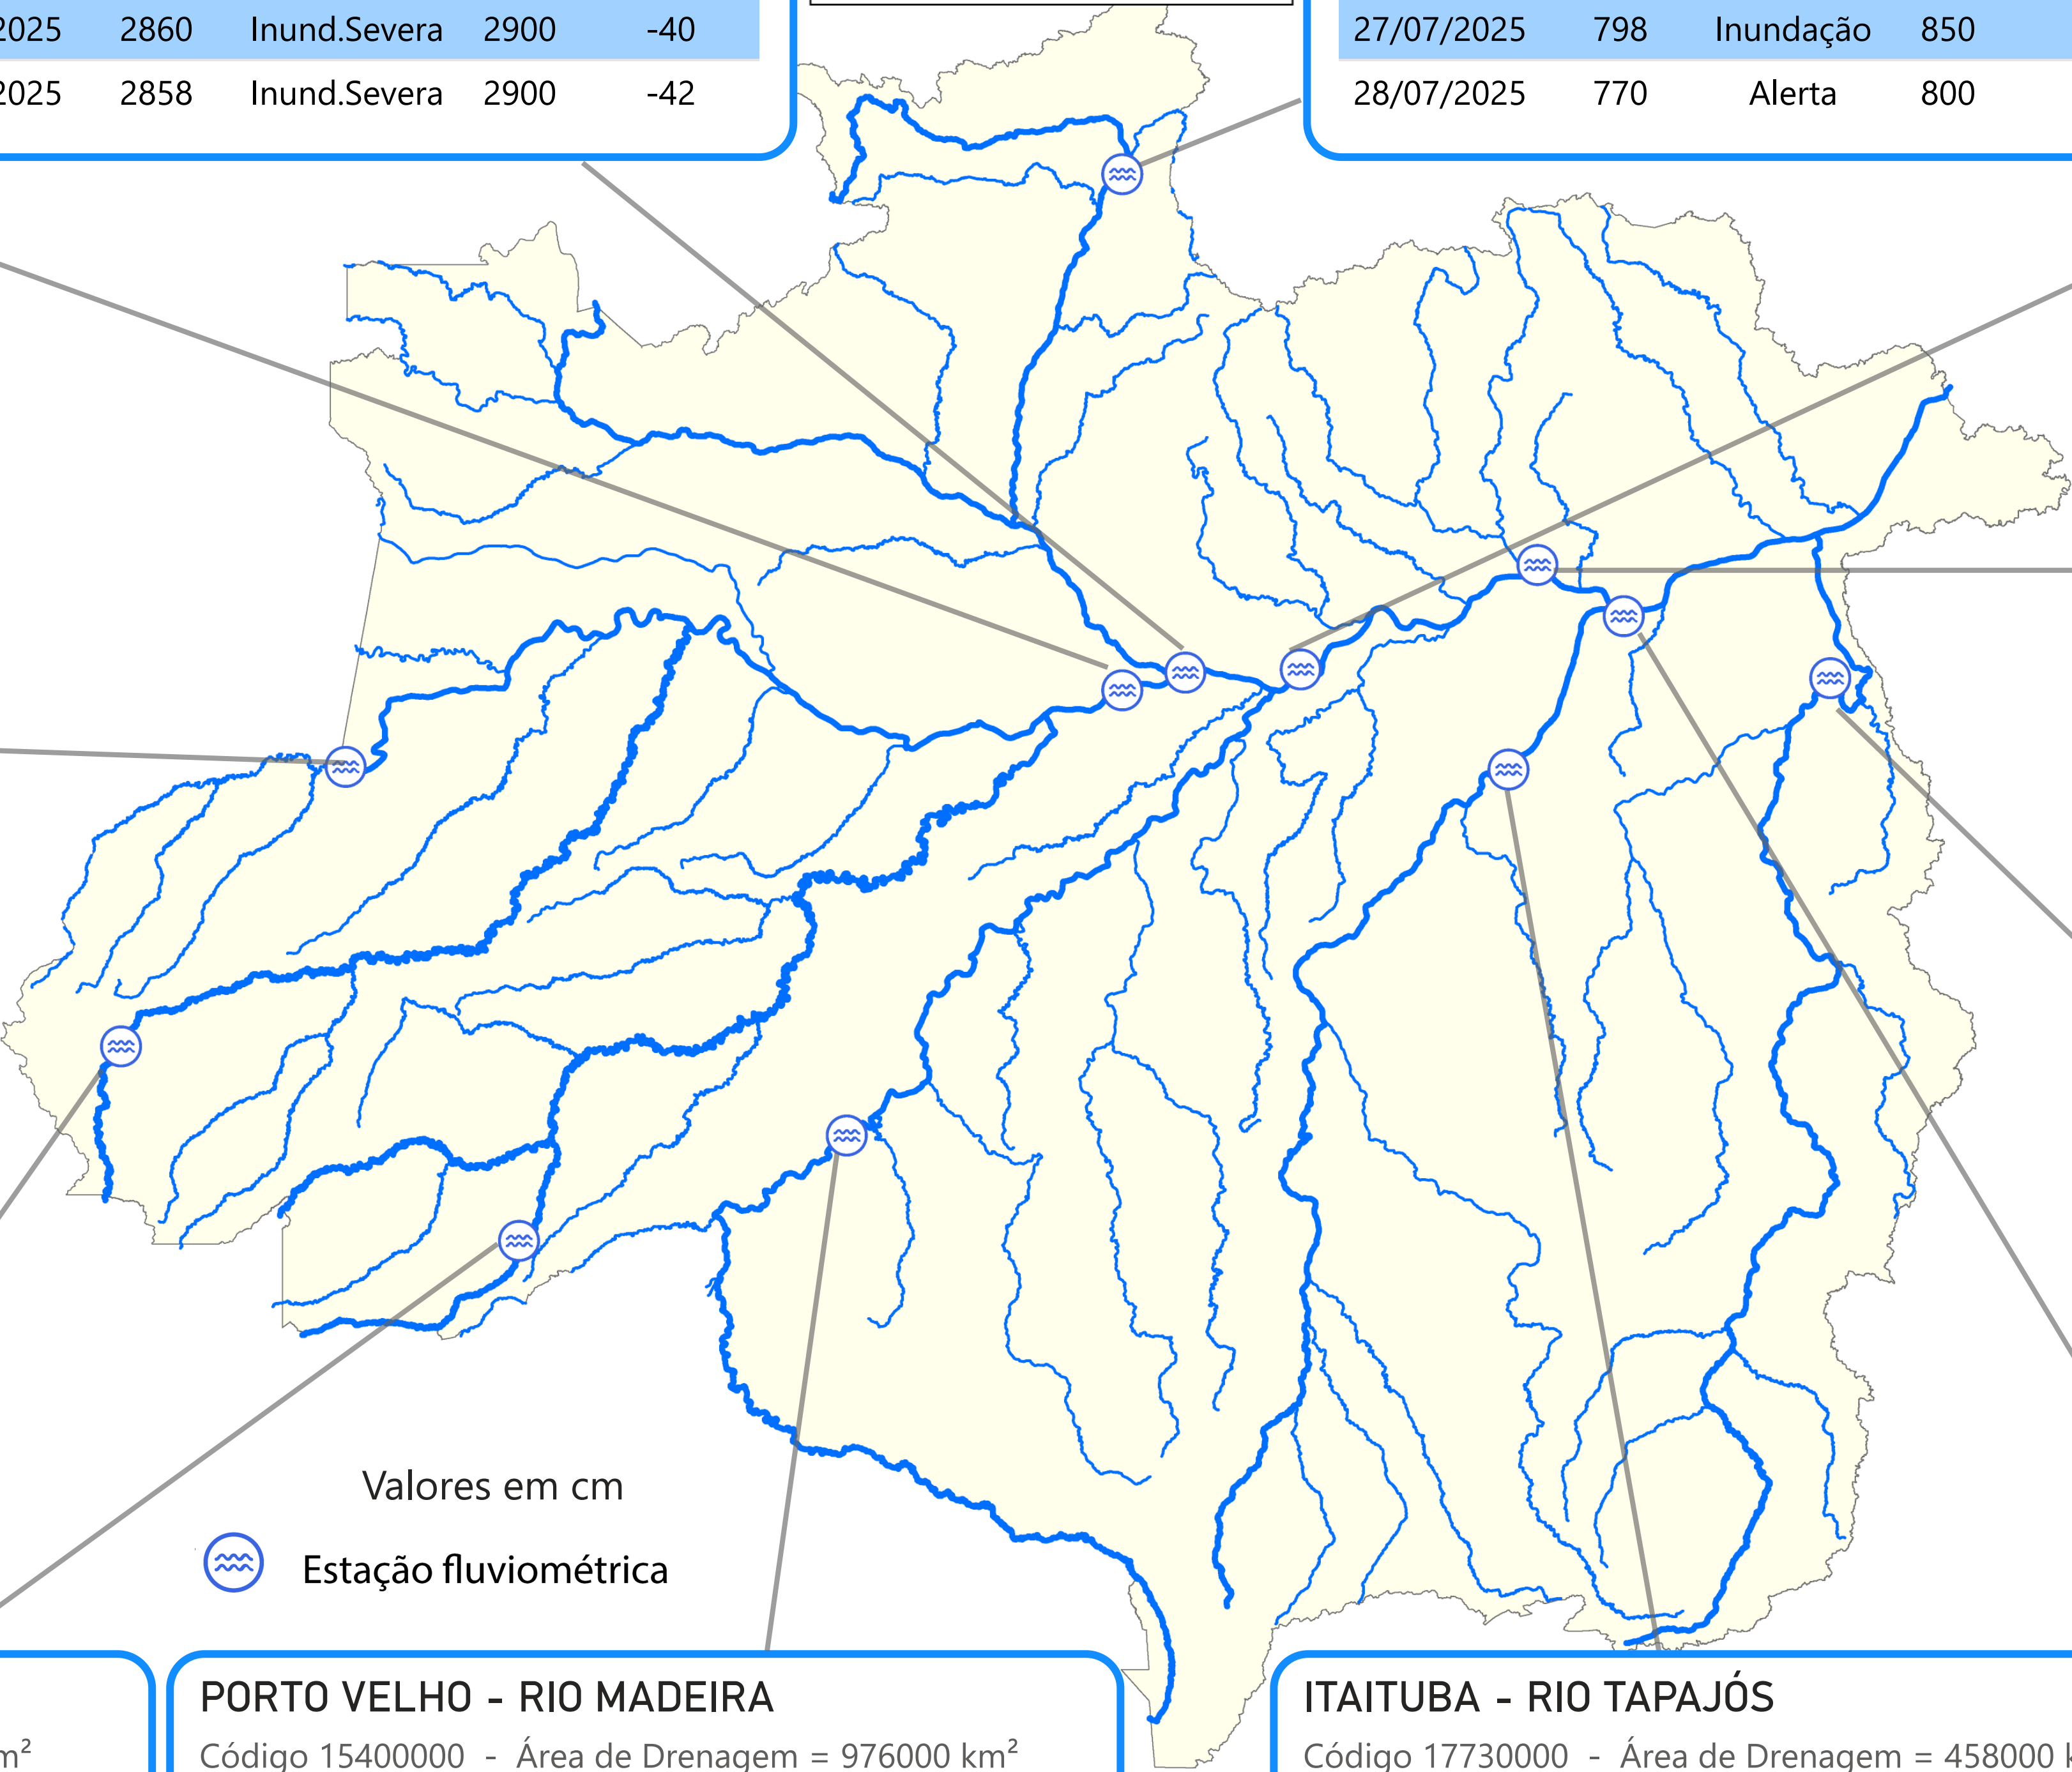 2025 2860 Inund.Severa 2900 -40
2025 2858 Inund.Severa 2900 -42
27/07/2025 798 Inundação 850
28/07/2025 770 Alerta 800
Valores em cm
Estação fluviométrica
m²
PORTO VELHO - RIO MADEIRA
Código 15400000 - Área de Drenagem = 976000 km²
ITAITUBA - RIO TAPAJÓS
Código 17730000 - Área de Drenagem = 458000 k